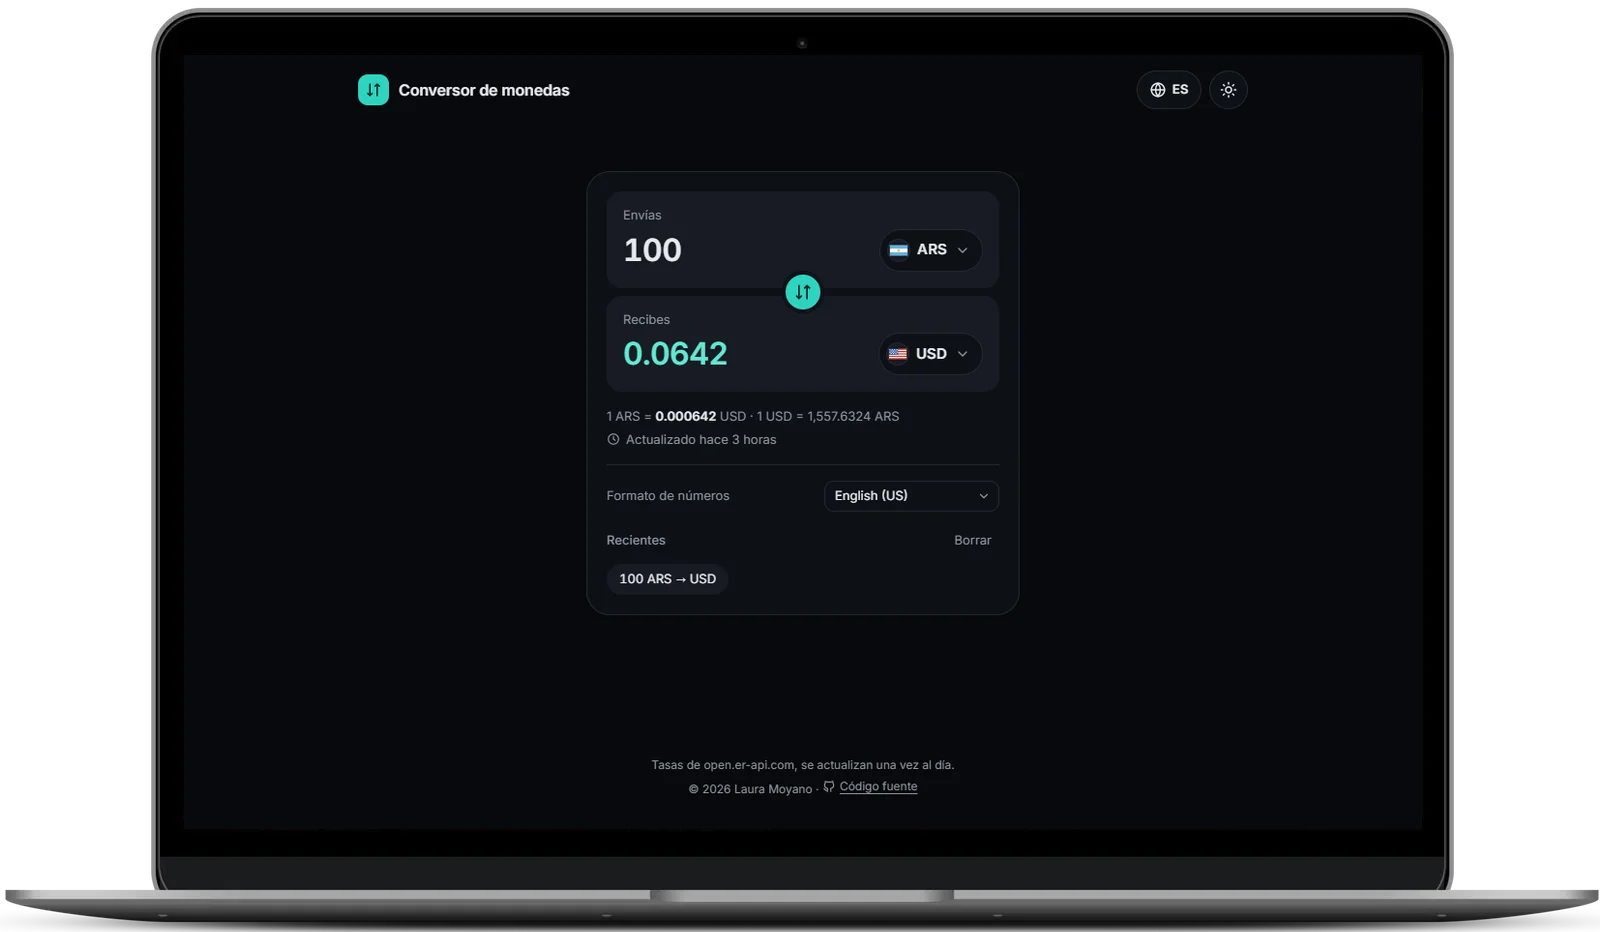 Conversor de monedas
ES
Envías
100
ARS
Recibes
0.0642
USD
1 ARS = 0.000642 USD · 1 USD = 1,557.6324 ARS
Actualizado hace 3 horas
Formato de números
English (US)
Recientes
Borrar
100 ARS → USD
Tasas de open.er-api.com, se actualizan una vez al día.
© 2026 Laura Moyano · Código fuente